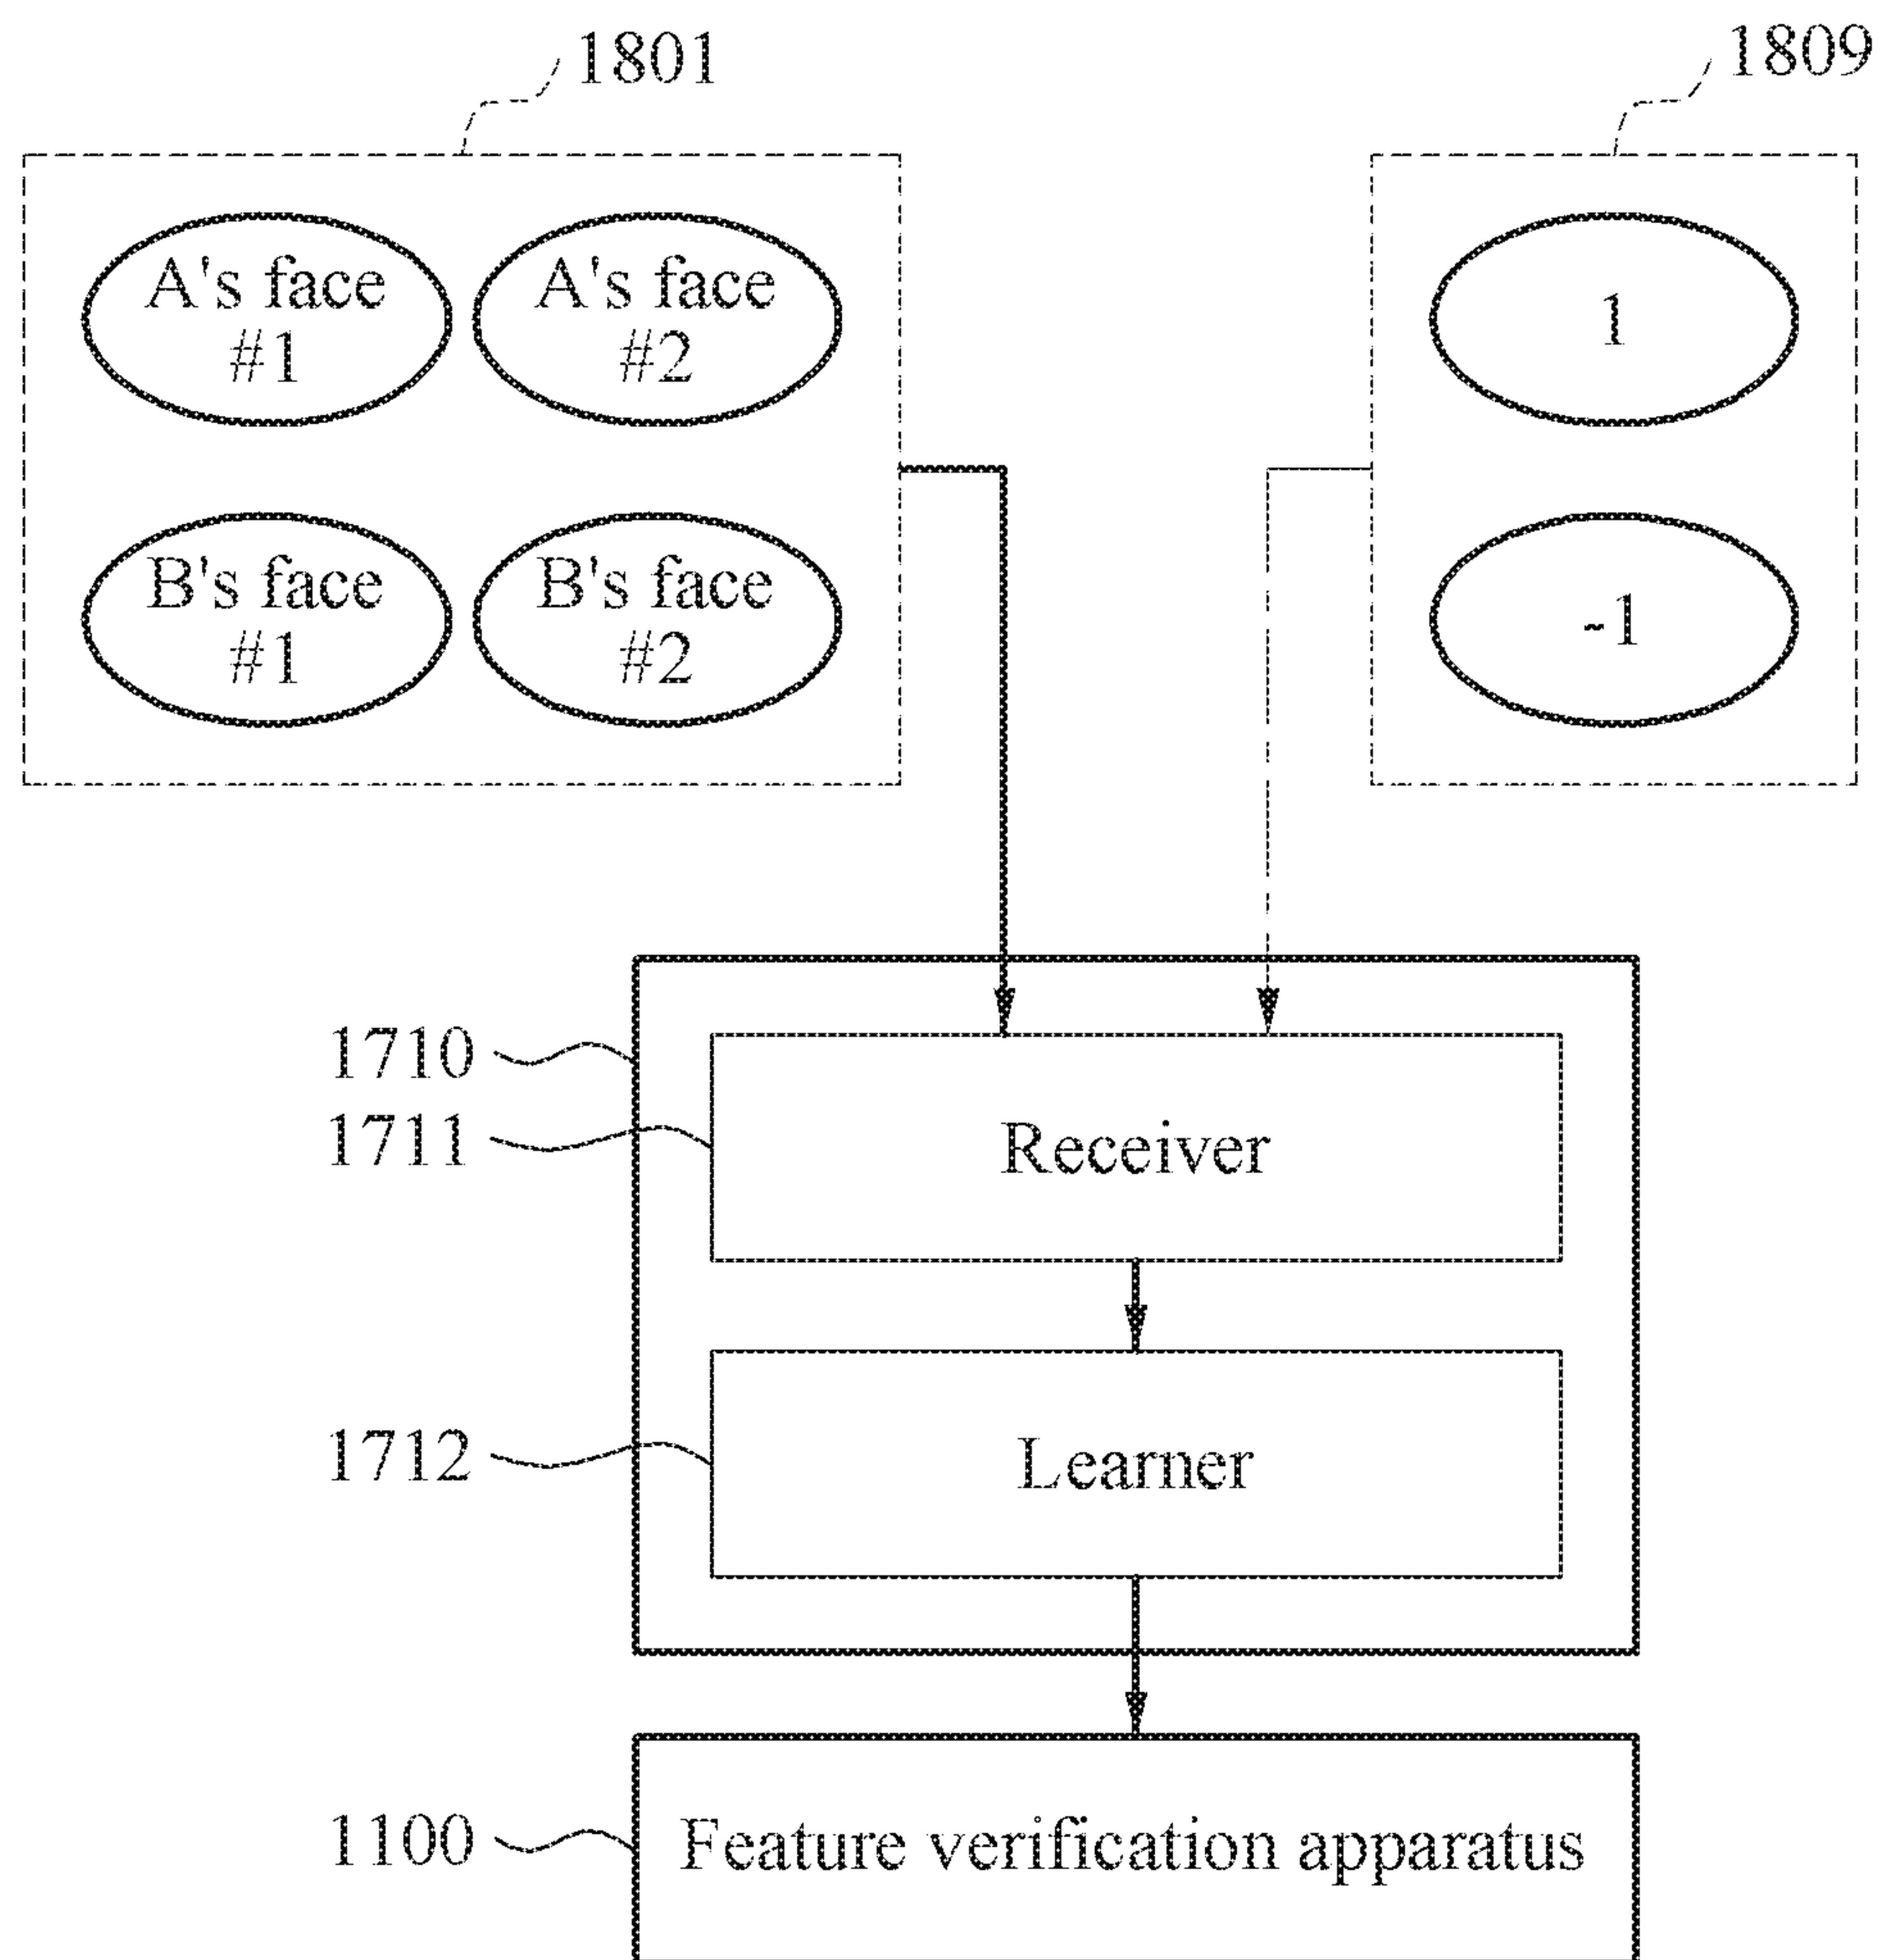 1801
1809
A's face
#1
A's face
#2
1
B's face
#1
B's face
#2
-1
1710
1711
Receiver
1712
Learner
1100
Feature verification apparatus